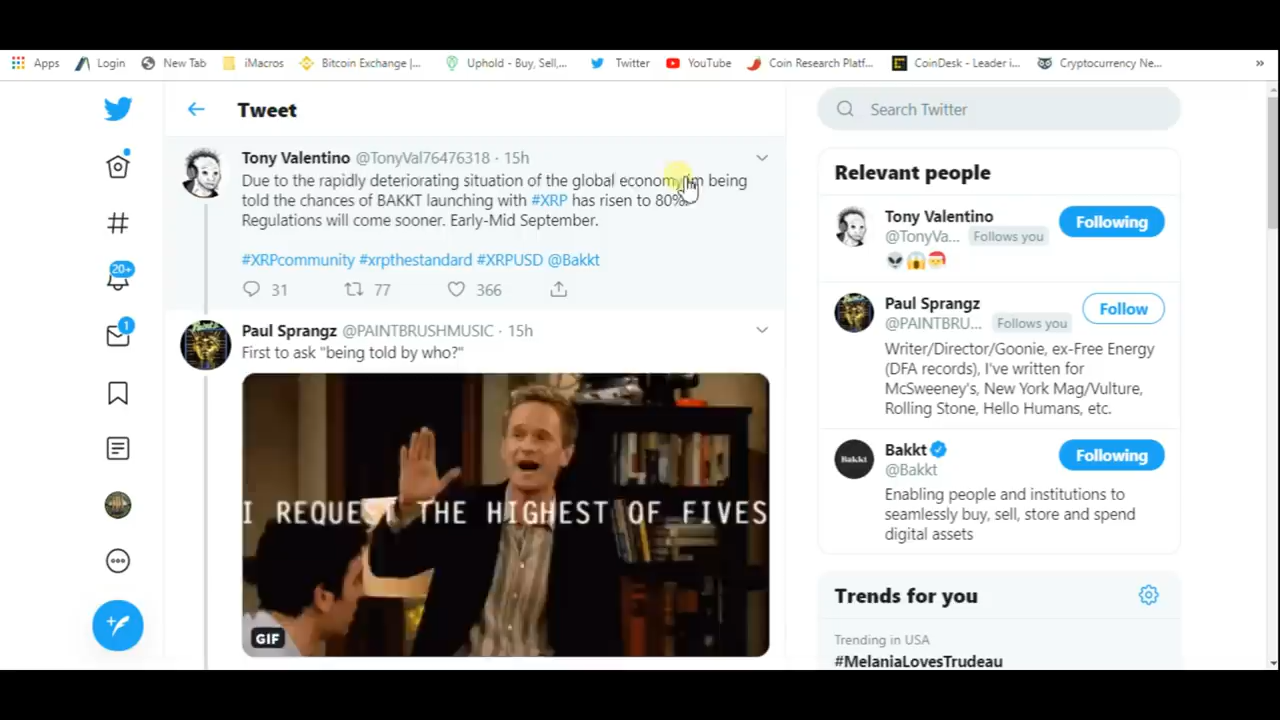 Apps Login New Tab iMacros Bitcoin Exchange |... Uphold - Buy, Sell,... Twitter YouTube Coin Research Platf... CoinDesk - Leader i... Cryptocurrency Ne... »
Tweet
Tony Valentino @TonyVal76476318 · 15h
Due to the rapidly deteriorating situation of the global economy im being
told the chances of BAKKT launching with #XRP has risen to 80%.
Regulations will come sooner. Early-Mid September.
#XRPcommunity #xrpthestandard #XRPUSD @Bakkt
31 77 366
Paul Sprangz @PAINTBRUSHMUSIC · 15h
First to ask "being told by who?"
I REQUEST THE HIGHEST OF FIVES
GIF
20+
1
Search Twitter
Relevant people
Tony Valentino
@TonyVa... Follows you
Following
Paul Sprangz
@PAINTBRU... Follows you
Follow
Writer/Director/Goonie, ex-Free Energy
(DFA records), I've written for
McSweeney's, New York Mag/Vulture,
Rolling Stone, Hello Humans, etc.
Bakkt
Bakkt
@Bakkt
Following
Enabling people and institutions to
seamlessly buy, sell, store and spend
digital assets
Trends for you
Trending in USA
#MelaniaLovesTrudeau